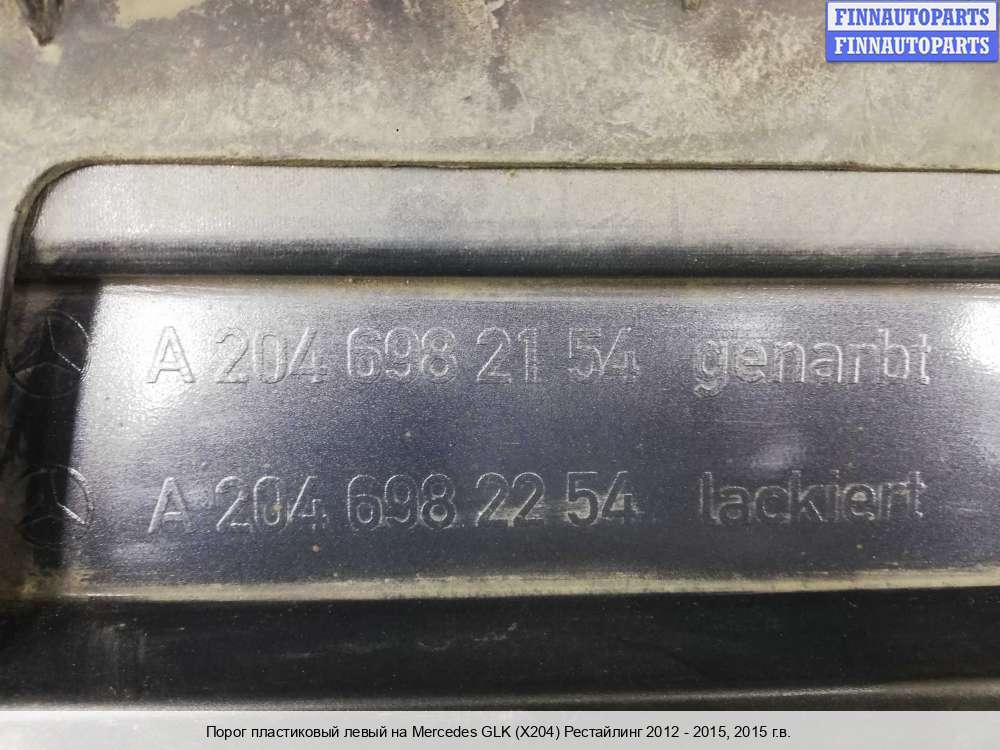 FINNAUTOPARTS
FINNAUTOPARTS
A 204 698 21 54 genarbt
A 204 698 22 54 lackiert
Порог пластиковый левый на Mercedes GLK (X204) Рестайлинг 2012 - 2015, 2015 г.в.